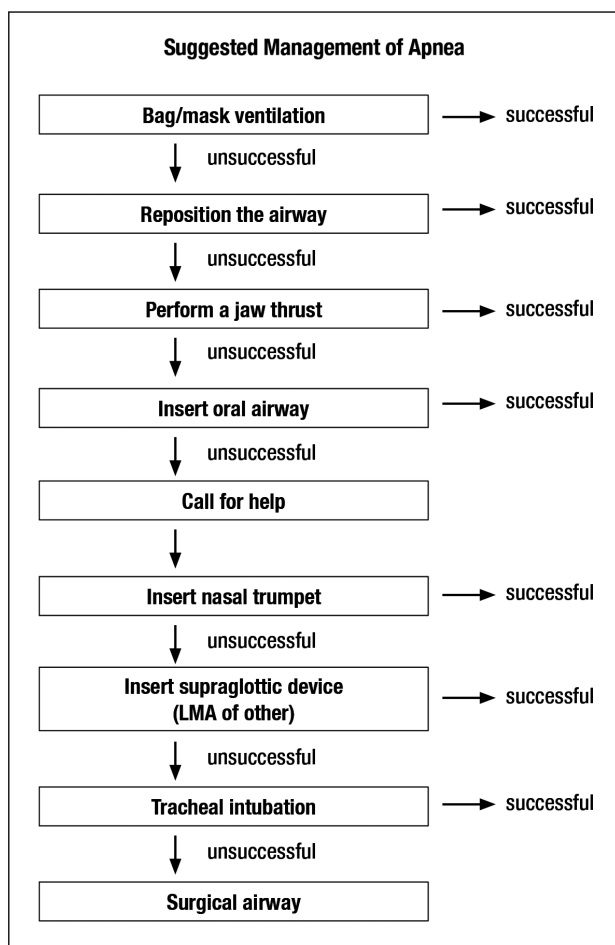 Suggested Management of Apnea
Bag/mask ventilation
successful
unsuccessful
Reposition the airway
successful
unsuccessful
Perform a jaw thrust
successful
unsuccessful
Insert oral airway
successful
unsuccessful
Call for help
Insert nasal trumpet
successful
unsuccessful
Insert supraglottic device
(LMA of other)
successful
unsuccessful
Tracheal intubation
successful
unsuccessful
Surgical airway